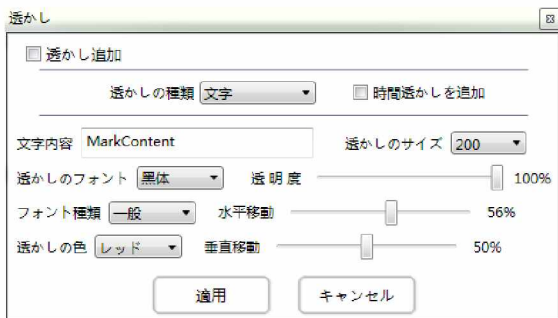 透かし
透かし追加
透かしの種類 文字 時間透かしを追加
文字内容 MarkContent 透かしのサイズ 200
透かしのフォント 黒体 透明度 100%
フォント種類 一般 水平移動 56%
透かしの色 レッド 垂直移動 50%
適用 キャンセル